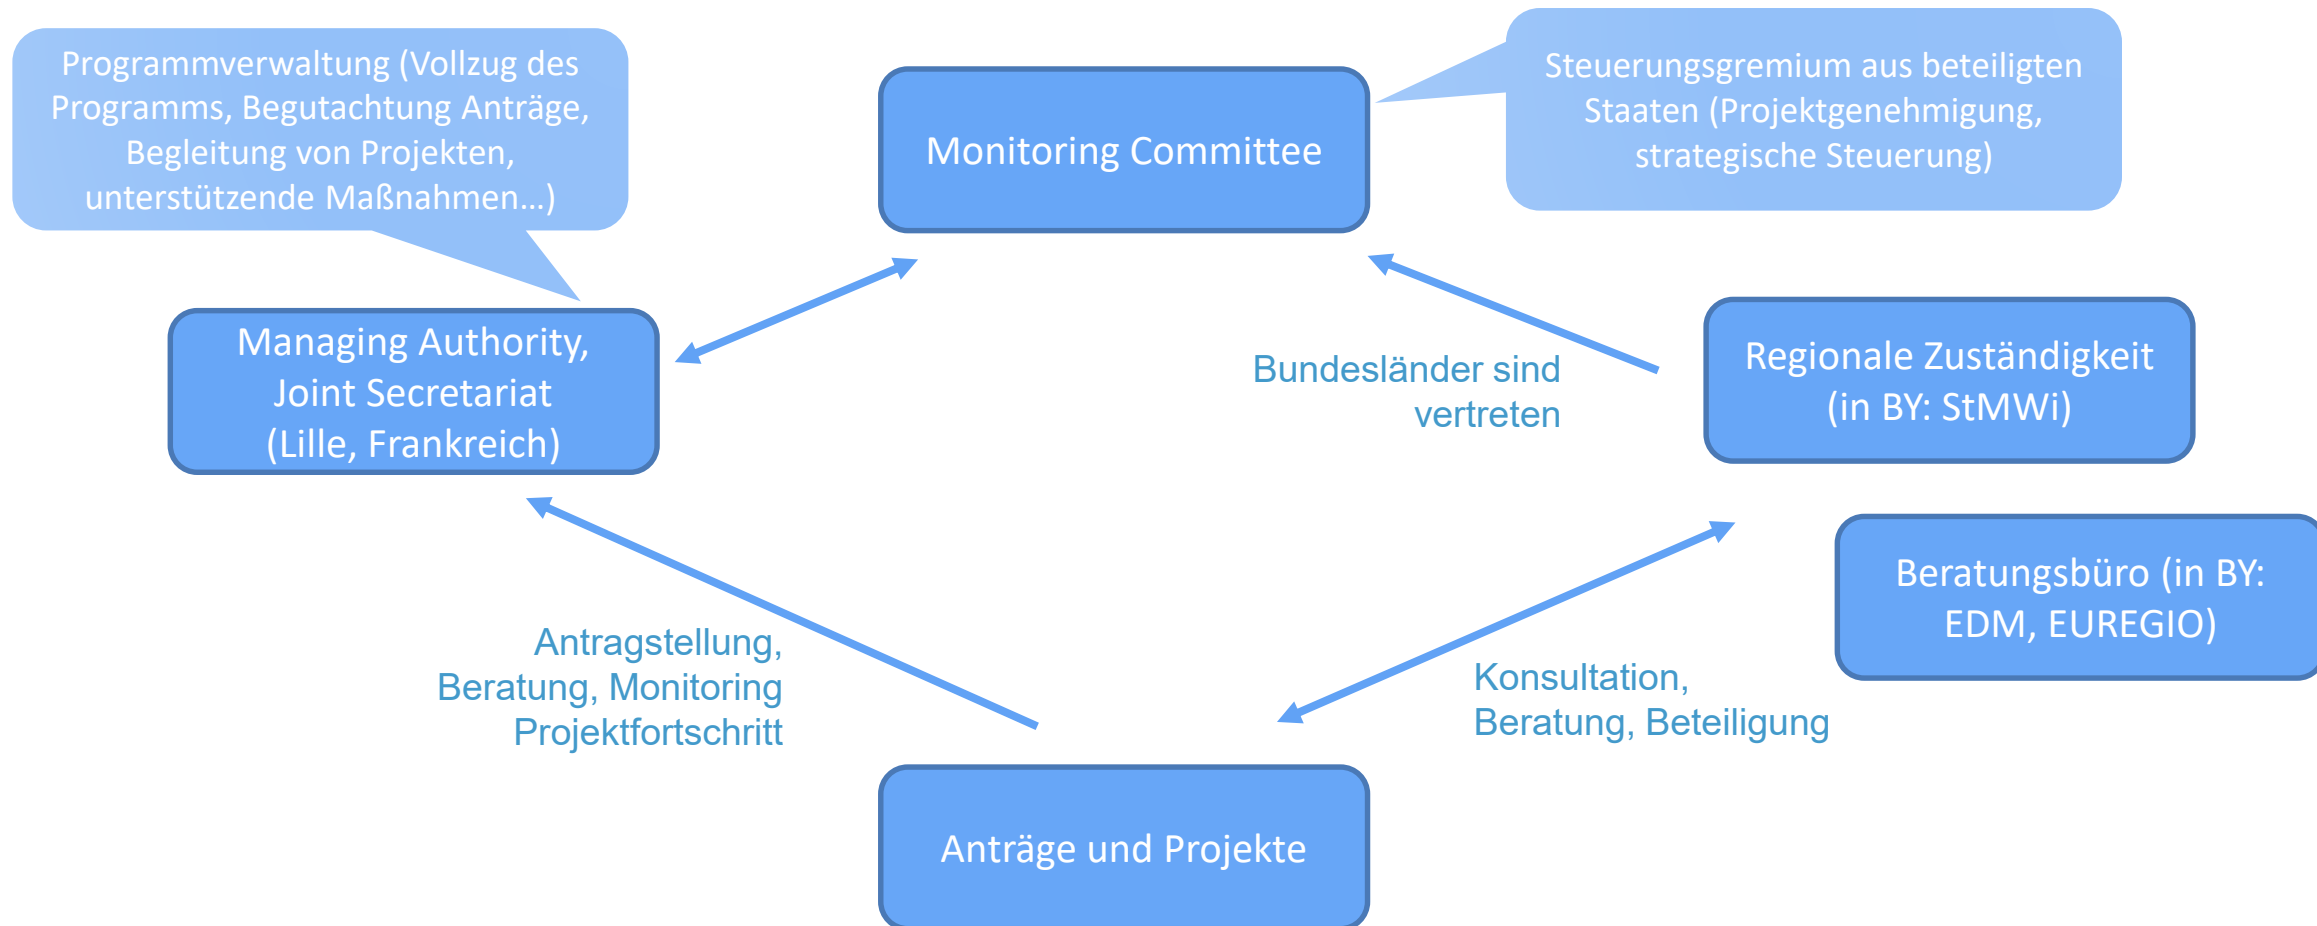 Programmverwaltung (Vollzug des
Programms, Begutachtung Anträge,
Begleitung von Projekten,
unterstützende Maßnahmen…)
Monitoring Committee
Steuerungsgremium aus beteiligten
Staaten (Projektgenehmigung,
strategische Steuerung)
Managing Authority,
Joint Secretariat
(Lille, Frankreich)
Bundesländer sind
vertreten
Regionale Zuständigkeit
(in BY: StMWi)
Beratungsbüro (in BY:
EDM, EUREGIO)
Antragstellung,
Beratung, Monitoring
Projektfortschritt
Konsultation,
Beratung, Beteiligung
Anträge und Projekte